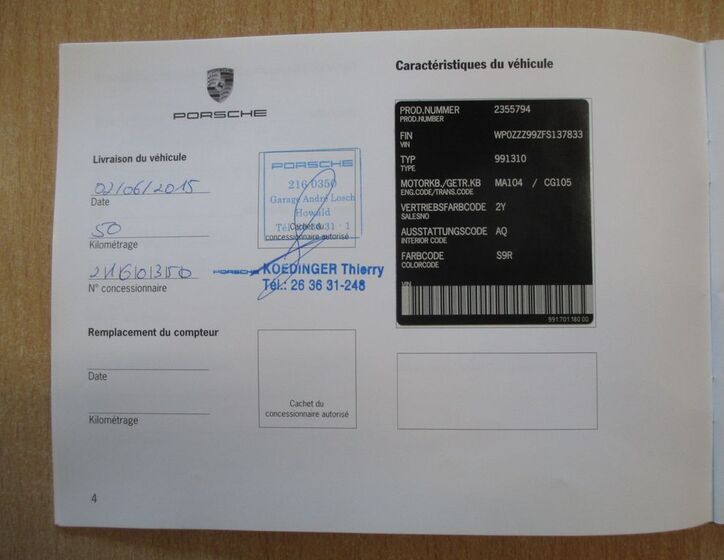 PORSCHE
Livraison du véhicule
02/06/2015
Date
50
Kilométrage
2160350
N° concessionnaire
PORSCHE
216 0350
Garage André Losch
Howald
Cachet du
concessionnaire autorisé
PORSCHE KOEDINGER Thierry
Tél.: 26 36 31-248
Remplacement du compteur
Date
Kilométrage
Cachet du
concessionnaire autorisé
4
Caractéristiques du véhicule
PROD.NUMMER 2355794
PROD.NUMBER
FIN WP0ZZZ99ZFS137833
VIN
TYP 991310
TYPE
MOTORKB./GETR.KB MA104 / CG105
ENG.CODE/TRANS.CODE
VERTRIEBSFARBCODE 2Y
SALESNO
AUSSTATTUNGSCODE AQ
INTERIOR CODE
FARBCODE S9R
COLORCODE
VIN
991.701.180.00